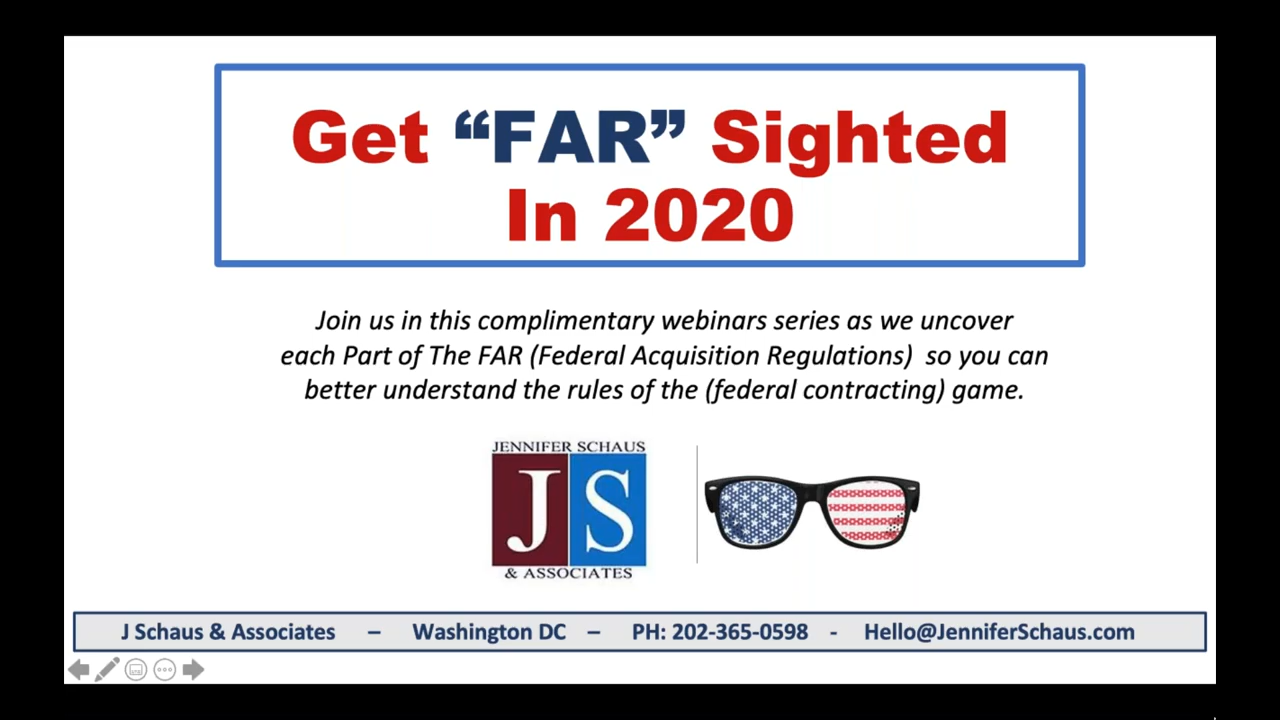 Get “FAR” Sighted
In 2020
Join us in this complimentary webinars series as we uncover
each Part of The FAR (Federal Acquisition Regulations)  so you can
better understand the rules of the (federal contracting) game.
JENNIFER SCHAUS
JS
& ASSOCIATES
J Schaus & Associates – Washington DC – PH: 202-365-0598 - Hello@JenniferSchaus.com